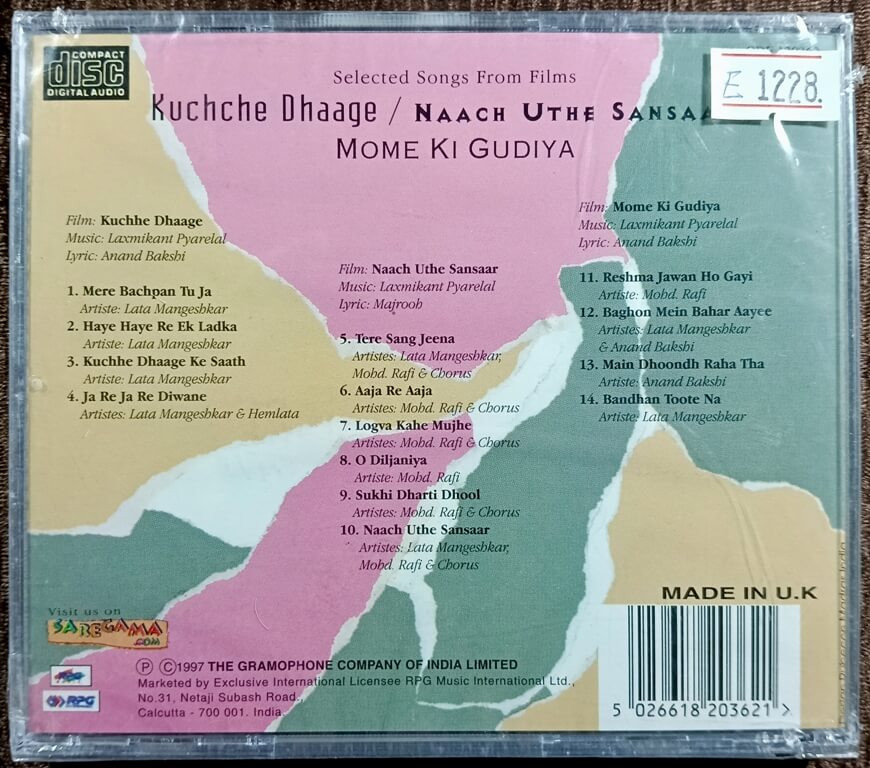 COMPACT
disc
DIGITAL AUDIO
E 1228.
Selected Songs From Films
Kuchche Dhaage / NAACH UTHE SANSAA
MOME KI GUDIYA
Film: Kuchhe Dhaage
Music: Laxmikant Pyarelal
Lyric: Anand Bakshi
1. Mere Bachpan Tu Ja
Artiste: Lata Mangeshkar
2. Haye Haye Re Ek Ladka
Artiste: Lata Mangeshkar
3. Kuchhe Dhaage Ke Saath
Artiste: Lata Mangeshkar
4. Ja Re Ja Re Diwane
Artistes: Lata Mangeshkar & Hemlata
Film: Naach Uthe Sansaar
Music: Laxmikant Pyarelal
Lyric: Majrooh
5. Tere Sang Jeena
Artistes: Lata Mangeshkar,
Mohd. Rafi & Chorus
6. Aaja Re Aaja
Artistes: Mohd. Rafi & Chorus
7. Logva Kahe Mujhe
Artistes: Mohd. Rafi & Chorus
8. O Diljaniya
Artiste: Mohd. Rafi
9. Sukhi Dharti Dhool
Artistes: Mohd. Rafi & Chorus
10. Naach Uthe Sansaar
Artistes: Lata Mangeshkar,
Mohd. Rafi & Chorus
Film: Mome Ki Gudiya
Music: Laxmikant Pyarelal
Lyric: Anand Bakshi
11. Reshma Jawan Ho Gayi
Artiste: Mohd. Rafi
12. Baghon Mein Bahar Aayee
Artistes: Lata Mangeshkar
& Anand Bakshi
13. Main Dhoondh Raha Tha
Artiste: Anand Bakshi
14. Bandhan Toote Na
Artiste: Lata Mangeshkar
MADE IN U.K
Visit us on
SAREGAMA
.COM
RPG
Ⓟ ©1997 THE GRAMOPHONE COMPANY OF INDIA LIMITED
Marketed by Exclusive International Licensee RPG Music International Ltd.,
No.31, Netaji Subash Road.,
Calcutta - 700 001. India.
5 026618 203621 >